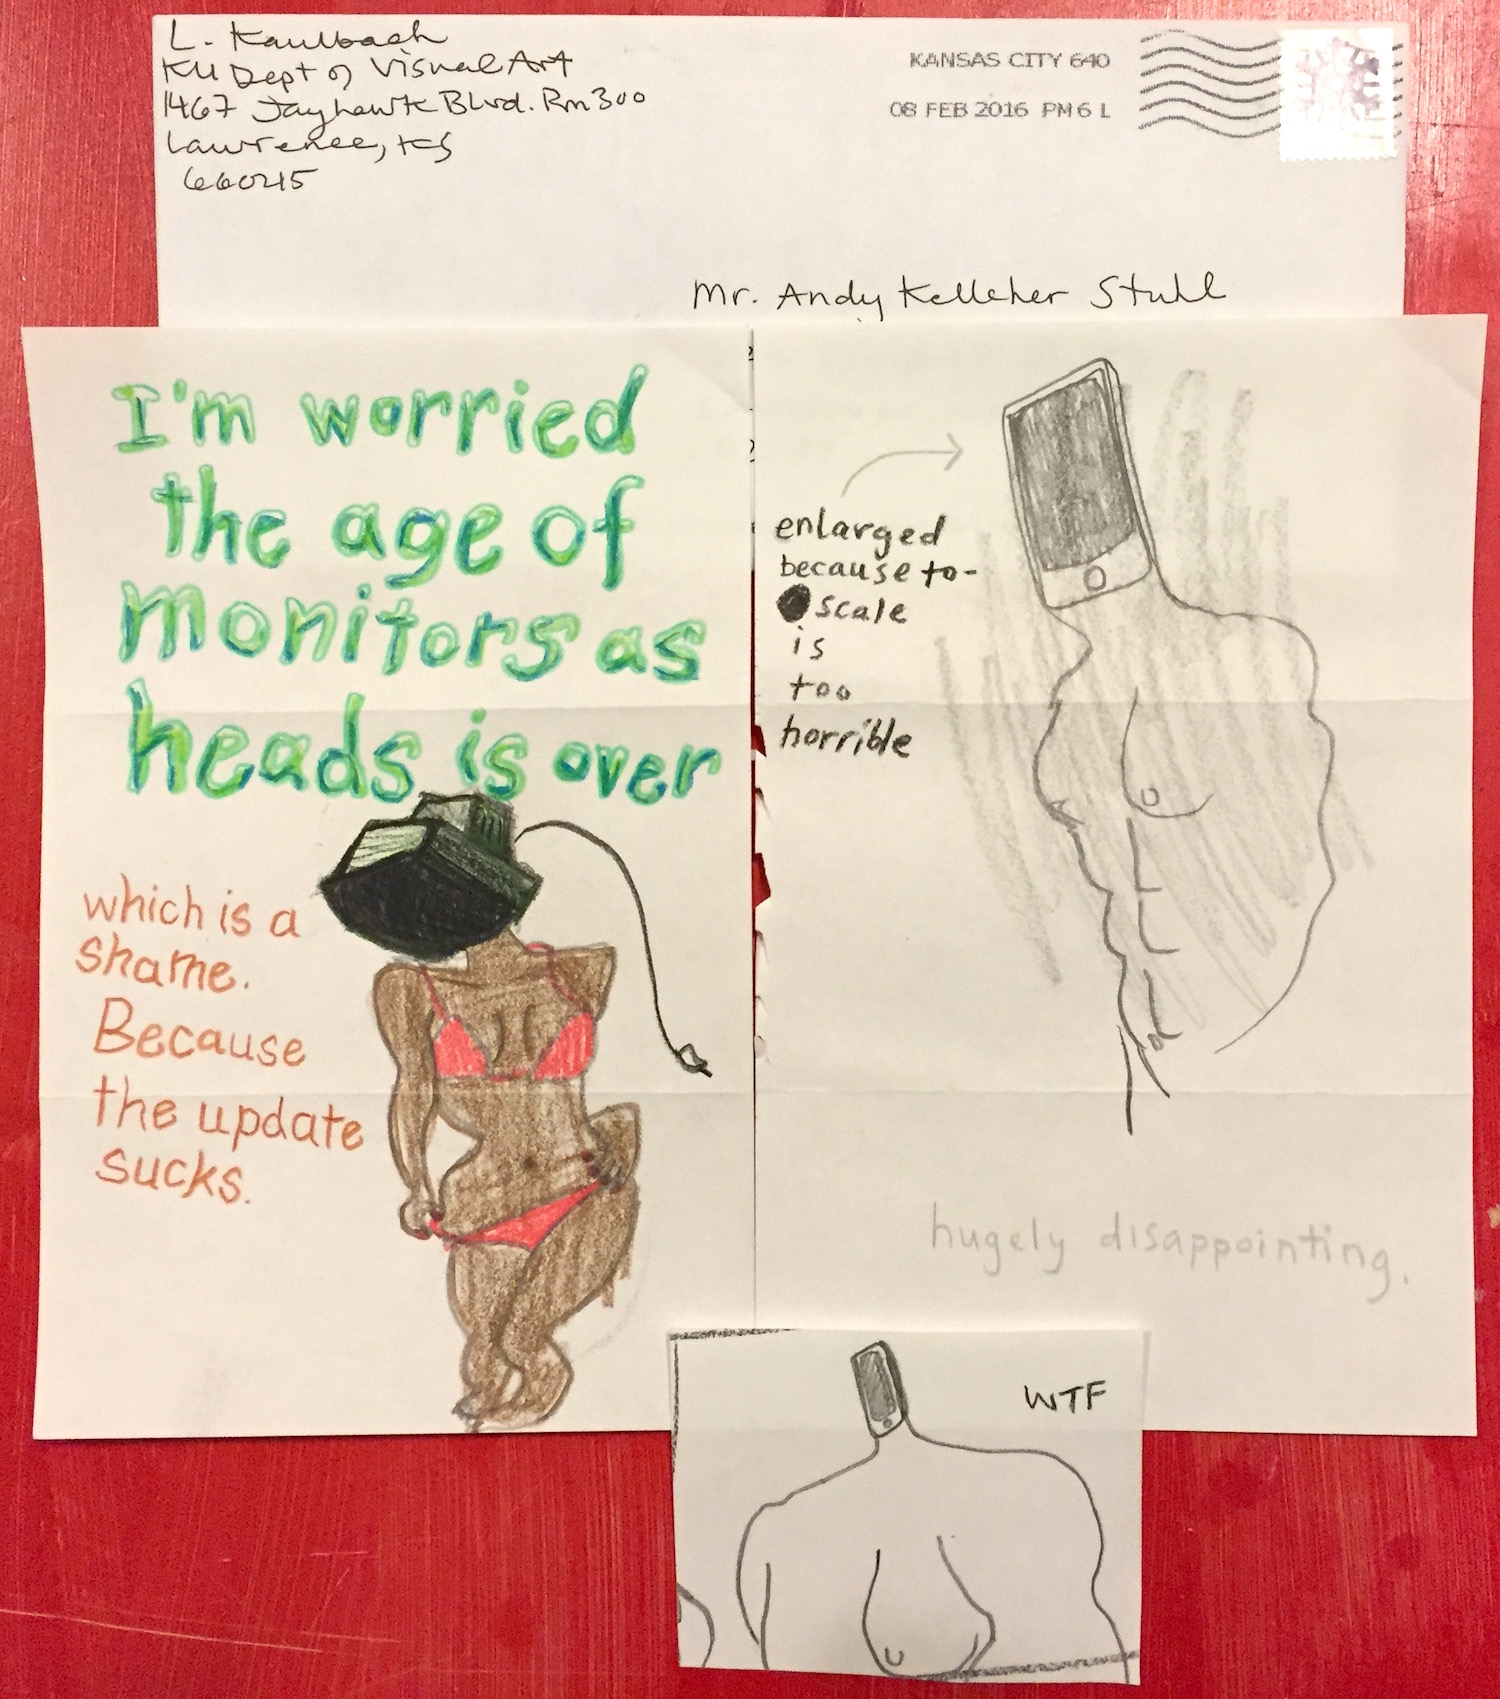 L. Kaulbach
KU Dept of Visual Art
1467 Jayhawk Blvd. Rm 300
Lawrence, KS
66045
KANSAS CITY 640
08 FEB 2016 PM 6 L
Mr. Andy Kelleher Stuhl
I'm worried
the age of
monitors as
heads is over
which is a
shame.
Because
the update
sucks.
enlarged
because to-
scale
is
too
horrible
hugely disappointing.
WTF